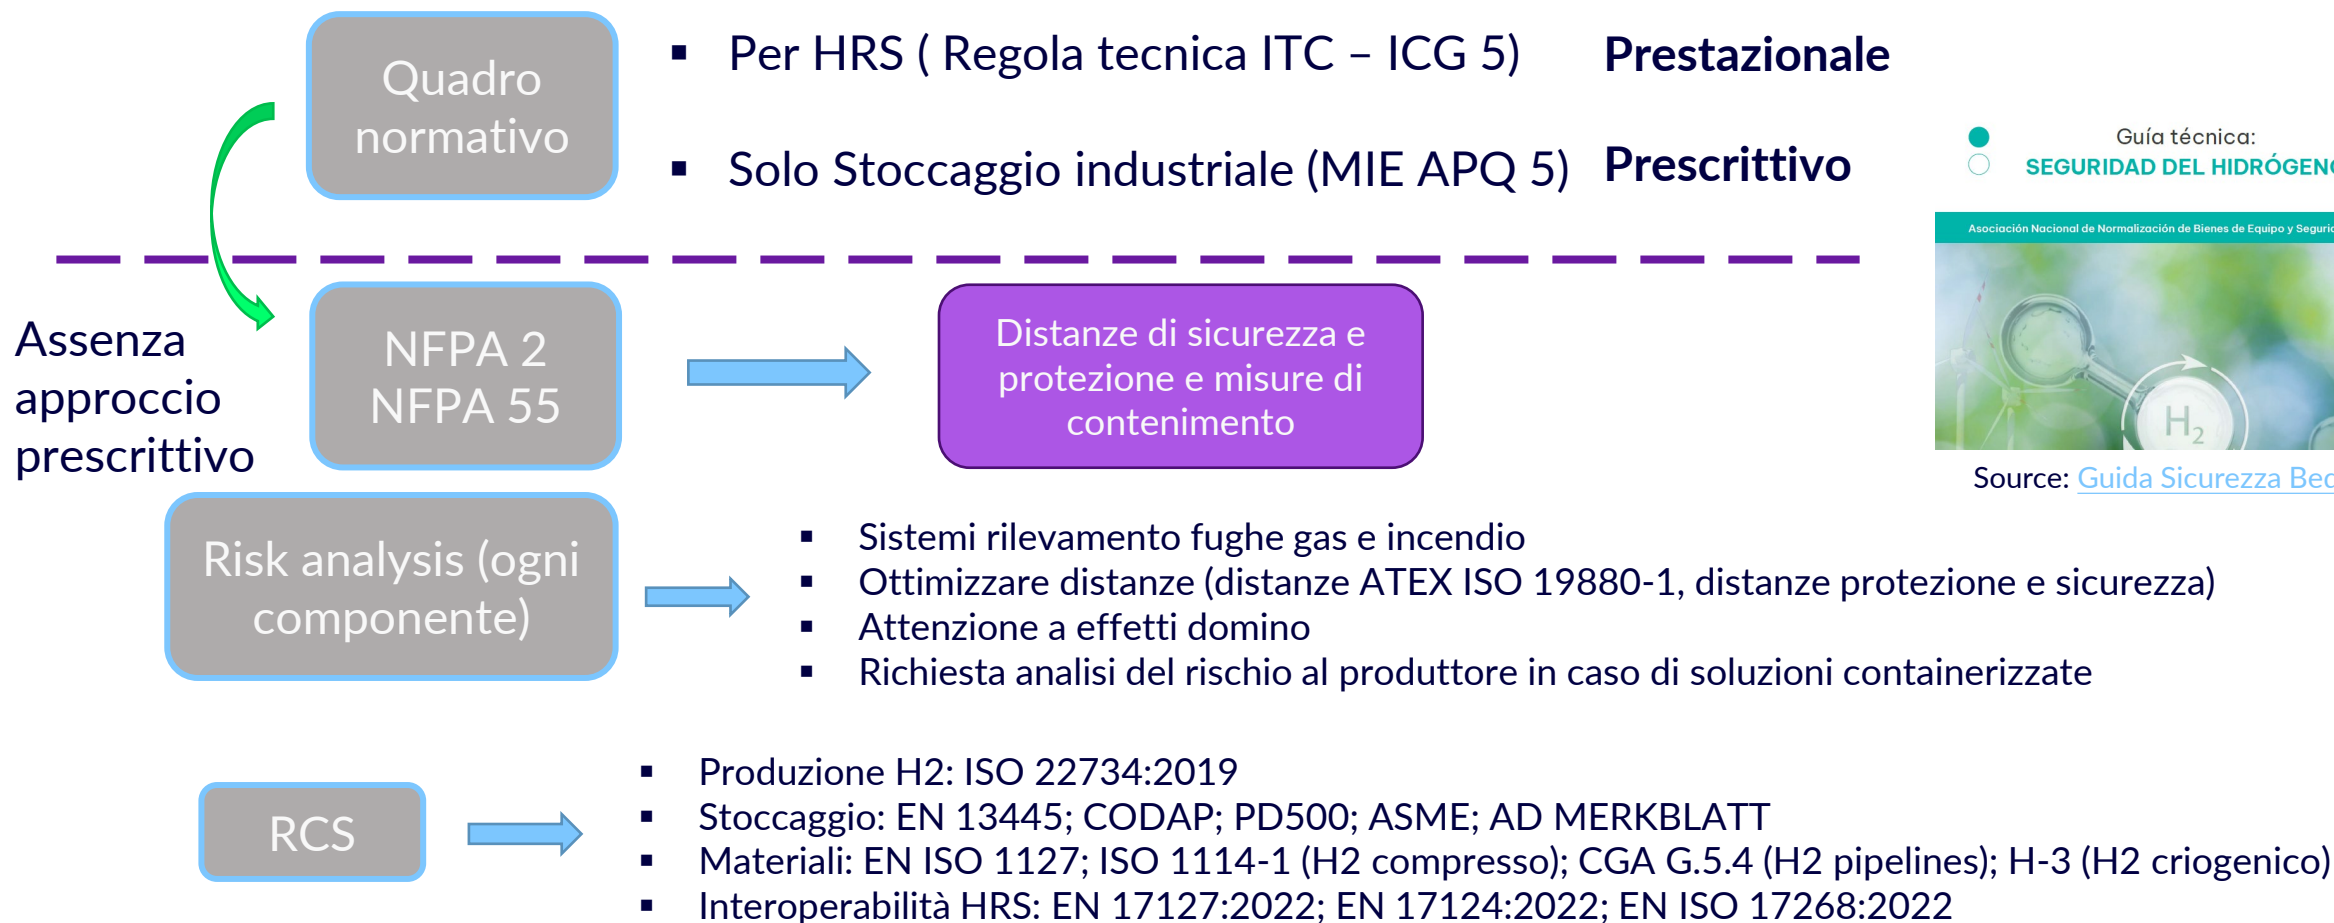 Quadro
normativo
▪ Per HRS ( Regola tecnica ITC – ICG 5) Prestazionale
▪ Solo Stoccaggio industriale (MIE APQ 5) Prescrittivo
Guía técnica:
SEGURIDAD DEL
Asociación Nacional de Normalización de Bienes de Equipo y
H2
Source: Guida Sicurezza
Assenza
approccio
prescrittivo
NFPA 2
NFPA 55
Distanze di sicurezza e
protezione e misure di
contenimento
Risk analysis (ogni
componente)
▪ Sistemi rilevamento fughe gas e incendio
▪ Ottimizzare distanze (distanze ATEX ISO 19880-1, distanze protezione e sicurezza)
▪ Attenzione a effetti domino
▪ Richiesta analisi del rischio al produttore in caso di soluzioni containerizzate
RCS
▪ Produzione H2: ISO 22734:2019
▪ Stoccaggio: EN 13445; CODAP; PD500; ASME; AD MERKBLATT
▪ Materiali: EN ISO 1127; ISO 1114-1 (H2 compresso); CGA G.5.4 (H2 pipelines); H-3 (H2 criogenico)
▪ Interoperabilità HRS: EN 17127:2022; EN 17124:2022; EN ISO 17268:2022